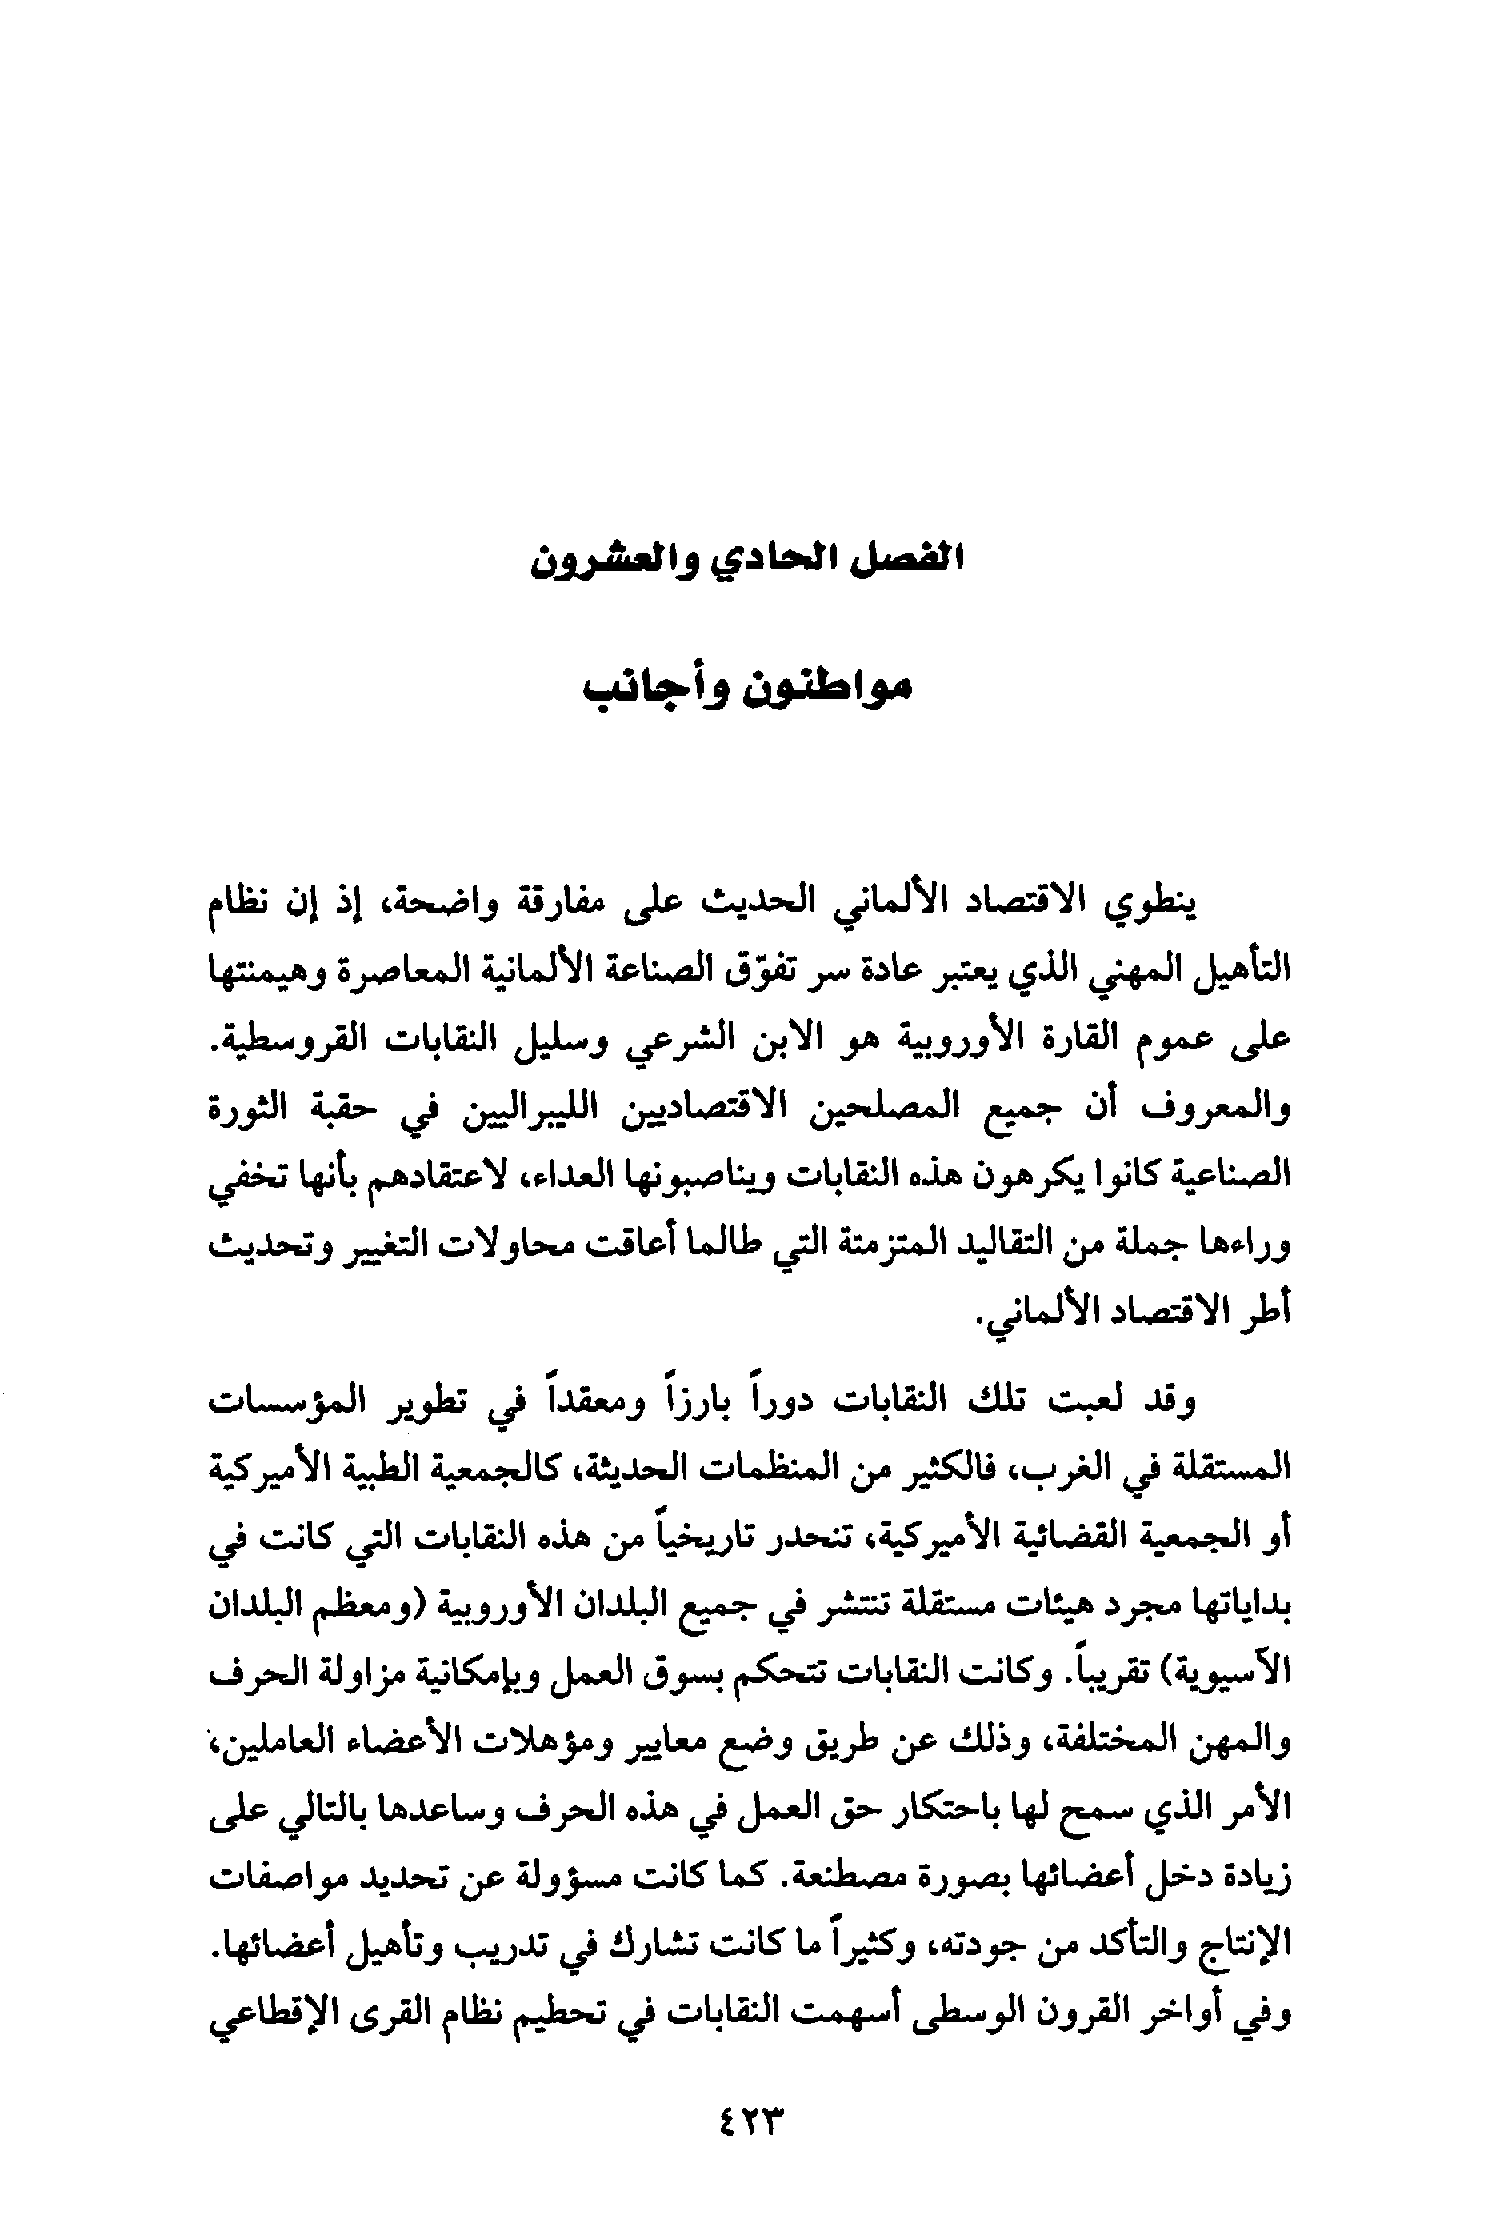 الفصل الحادي والعشرون
مواطنون وأجانب
ينطوي الاقتصاد الألماني الحديث على مفارقة واضحة، إذ إن نظام
التأهيل المهني الذي يعتبر عادة سر تفوّق الصناعة الألمانية المعاصرة وهيمنتها
على عموم القارة الأوروبية هو الابن الشرعي وسليل النقابات القروسطية.
والمعروف أن جميع المصلحين الاقتصاديين الليبراليين في حقبة الثورة
الصناعية كانوا يكرهون هذه النقابات ويناصبونها العداء، لاعتقادهم بأنها تخفي
وراءها جملة من التقاليد المتزمتة التي طالما أعاقت محاولات التغيير وتحديث
أطر الاقتصاد الألماني.
وقد لعبت تلك النقابات دوراً بارزاً ومعقداً في تطوير المؤسسات
المستقلة في الغرب، فالكثير من المنظمات الحديثة، كالجمعية الطبية الأميركية
أو الجمعية القضائية الأميركية، تنحدر تاريخياً من هذه النقابات التي كانت في
بداياتها مجرد هيئات مستقلة تنتشر في جميع البلدان الأوروبية (ومعظم البلدان
الآسيوية) تقريباً. وكانت النقابات تتحكم بسوق العمل وبإمكانية مزاولة الحرف
والمهن المختلفة، وذلك عن طريق وضع معايير ومؤهلات الأعضاء العاملين،
الأمر الذي سمح لها باحتكار حق العمل في هذه الحرف وساعدها بالتالي على
زيادة دخل أعضائها بصورة مصطنعة. كما كانت مسؤولة عن تحديد مواصفات
الإنتاج والتأكد من جودته، وكثيراً ما كانت تشارك في تدريب وتأهيل أعضائها.
وفي أواخر القرون الوسطى أسهمت النقابات في تحطيم نظام القرى الإقطاعي
٤٢٣